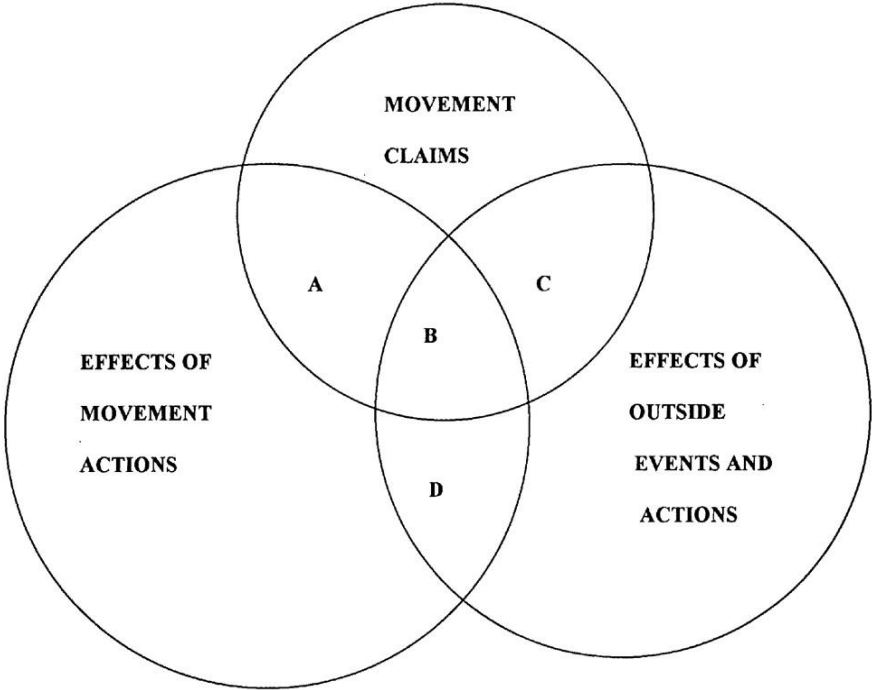 MOVEMENT
CLAIMS
A
C
B
EFFECTS OF
MOVEMENT
ACTIONS
EFFECTS OF
OUTSIDE
EVENTS AND
ACTIONS
D